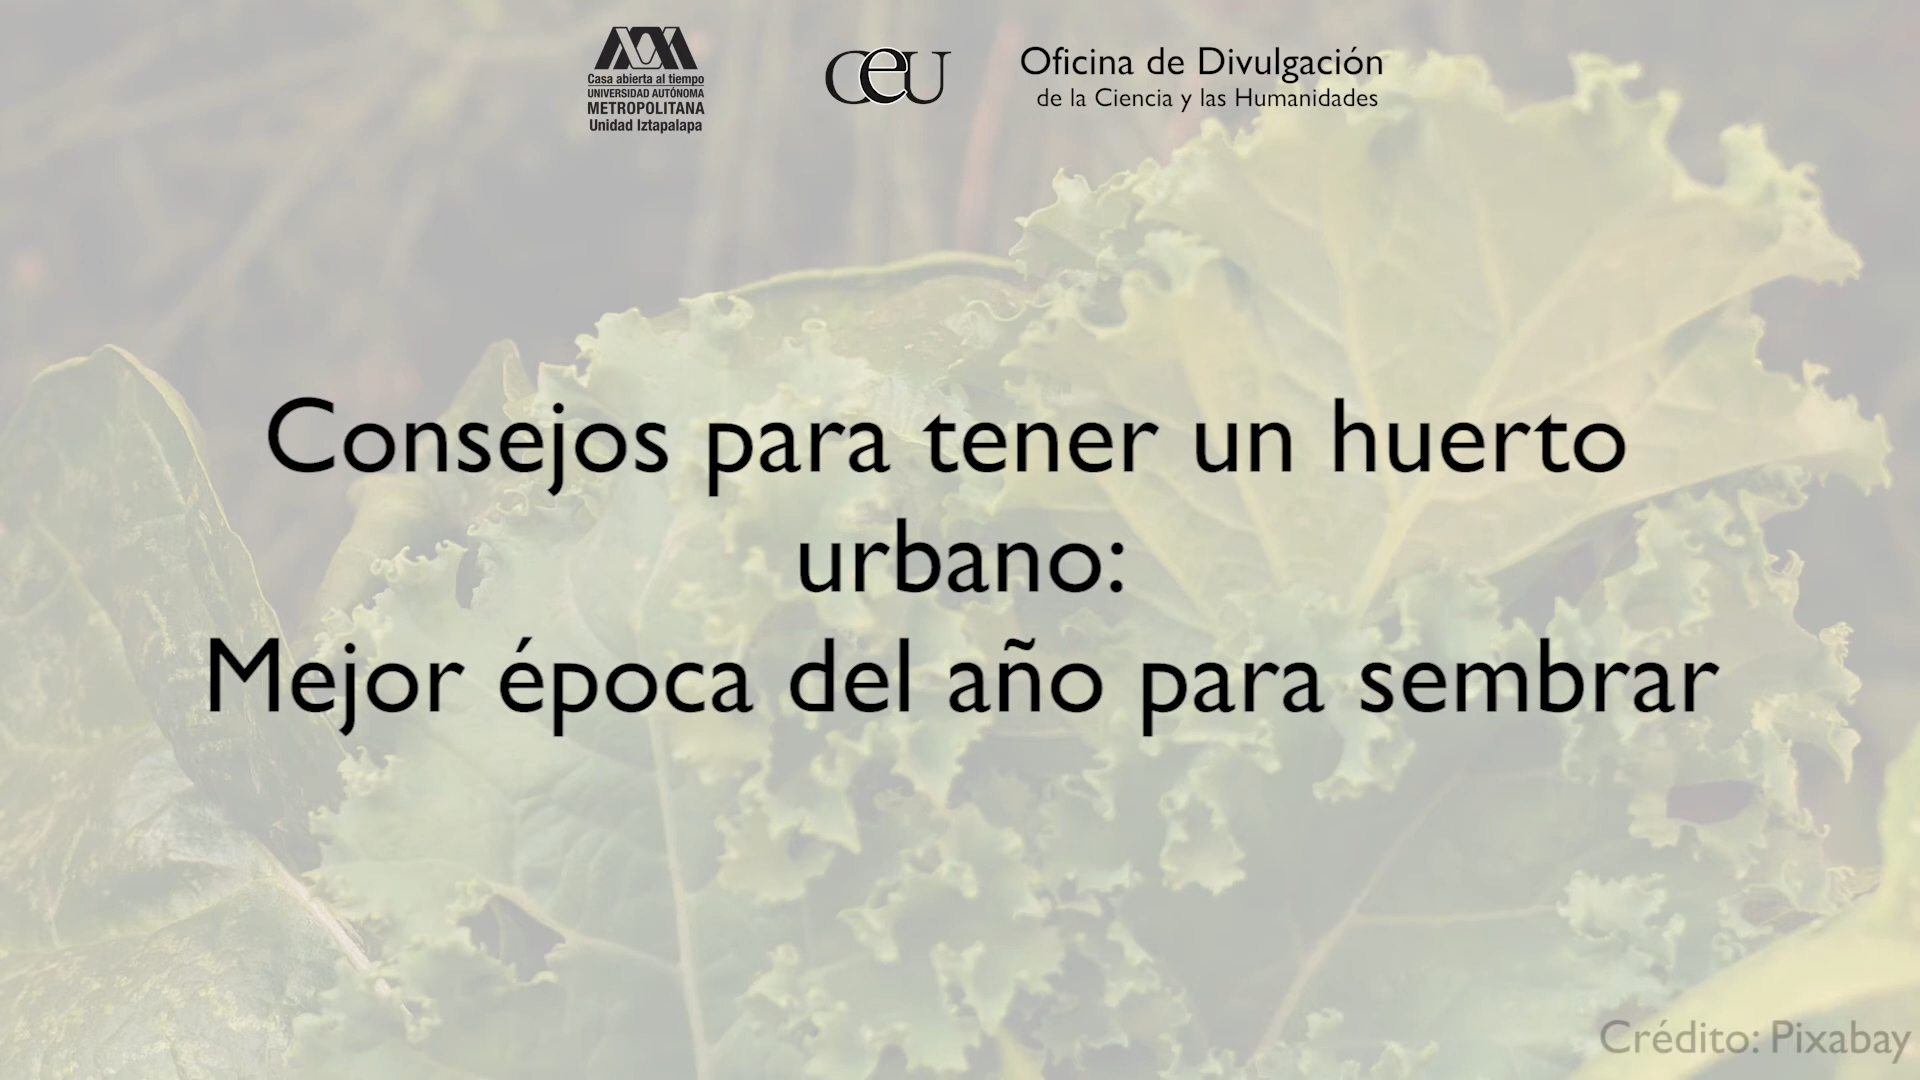 Casa abierta al tiempo
UNIVERSIDAD AUTÓNOMA
METROPOLITANA
Unidad Iztapalapa
CeU
Oficina de Divulgación
de la Ciencia y las Humanidades
Consejos para tener un huerto
urbano:
Mejor época del año para sembrar
Crédito: Pixabay